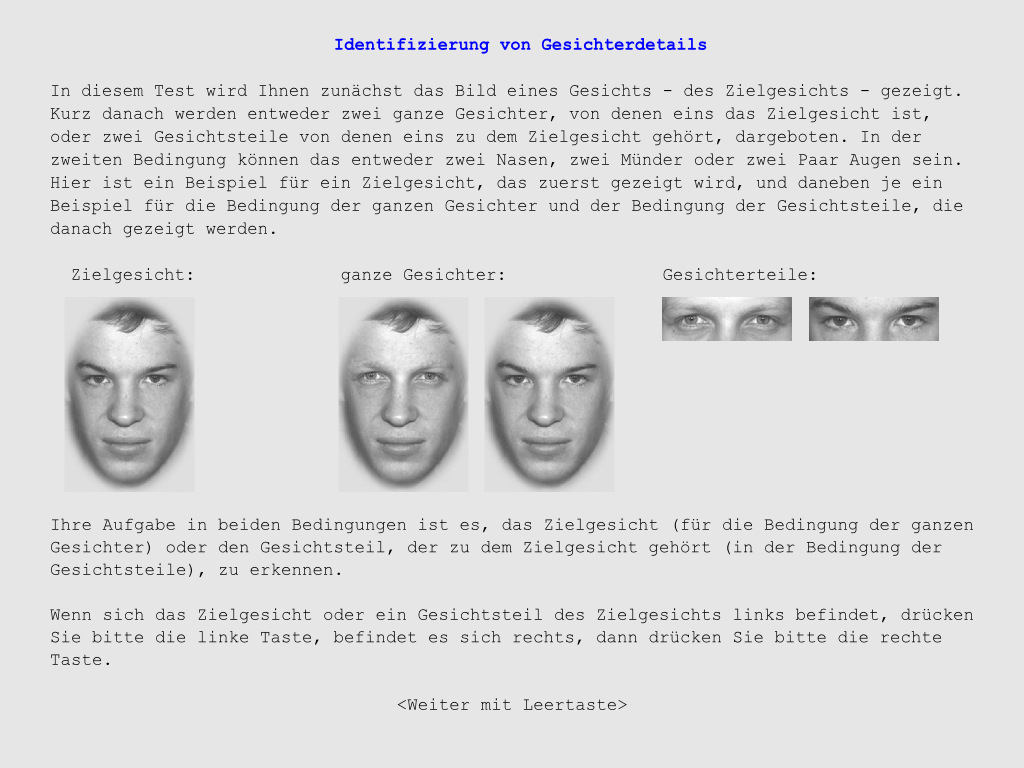 Identifizierung von Gesichterdetails
In diesem Test wird Ihnen zunächst das Bild eines Gesichts - des Zielgesichts - gezeigt.
Kurz danach werden entweder zwei ganze Gesichter, von denen eins das Zielgesicht ist,
oder zwei Gesichtsteile von denen eins zu dem Zielgesicht gehört, dargeboten. In der
zweiten Bedingung können das entweder zwei Nasen, zwei Münder oder zwei Paar Augen sein.
Hier ist ein Beispiel für ein Zielgesicht, das zuerst gezeigt wird, und daneben je ein
Beispiel für die Bedingung der ganzen Gesichter und der Bedingung der Gesichtsteile, die
danach gezeigt werden.
Zielgesicht: ganze Gesichter: Gesichterteile:
Ihre Aufgabe in beiden Bedingungen ist es, das Zielgesicht (für die Bedingung der ganzen
Gesichter) oder den Gesichtsteil, der zu dem Zielgesicht gehört (in der Bedingung der
Gesichtsteile), zu erkennen.
Wenn sich das Zielgesicht oder ein Gesichtsteil des Zielgesichts links befindet, drücken
Sie bitte die linke Taste, befindet es sich rechts, dann drücken Sie bitte die rechte
Taste.
<Weiter mit Leertaste>